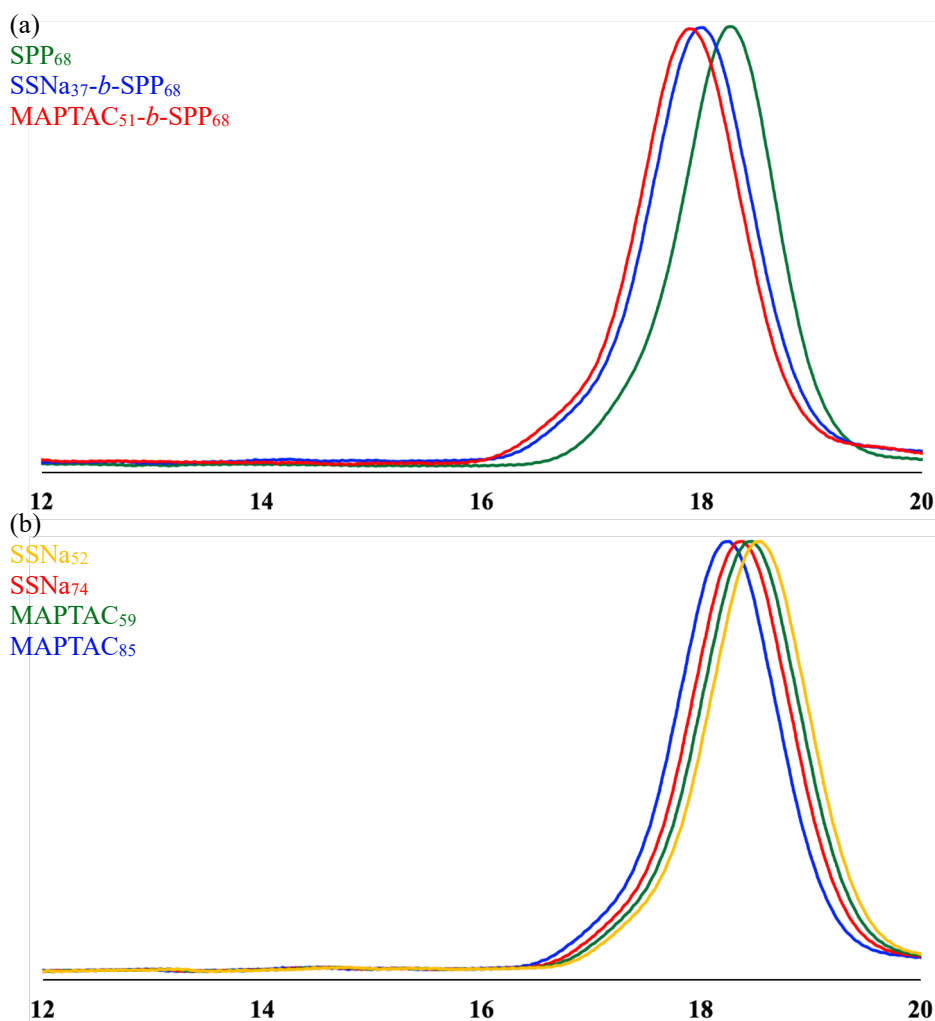 (a)
SPP₆₈
SSNa₃₇-b-SPP₆₈
MAPTAC₅₁-b-SPP₆₈
12 14 16 18 20
(b)
SSNa₅₂
SSNa₇₄
MAPTAC₅₉
MAPTAC₈₅
12 14 16 18 20